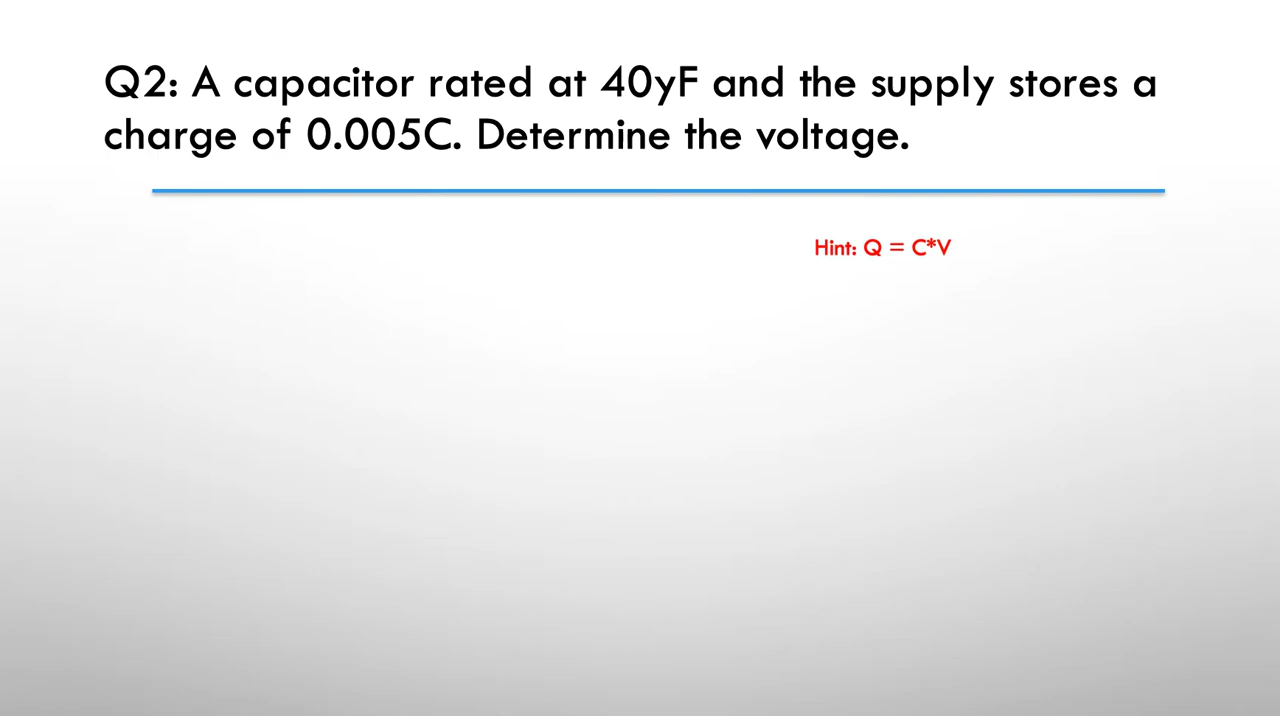 Q2: A capacitor rated at 40yF and the supply stores a
charge of 0.005C. Determine the voltage.
Hint: Q = C*V